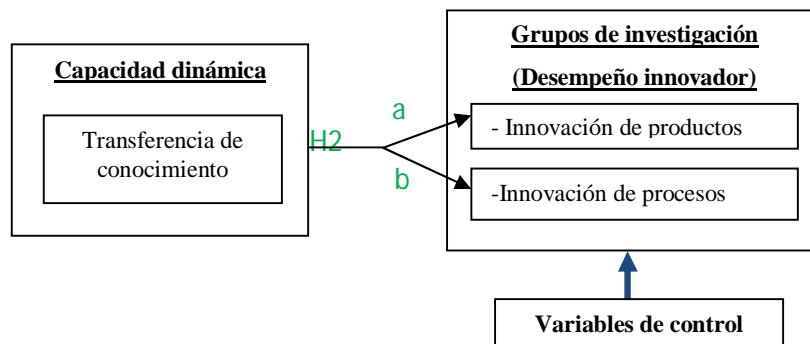 Capacidad dinámica
Transferencia de
conocimiento
H2
a
b
Grupos de investigación
(Desempeño innovador)
- Innovación de productos
-Innovación de procesos
Variables de control